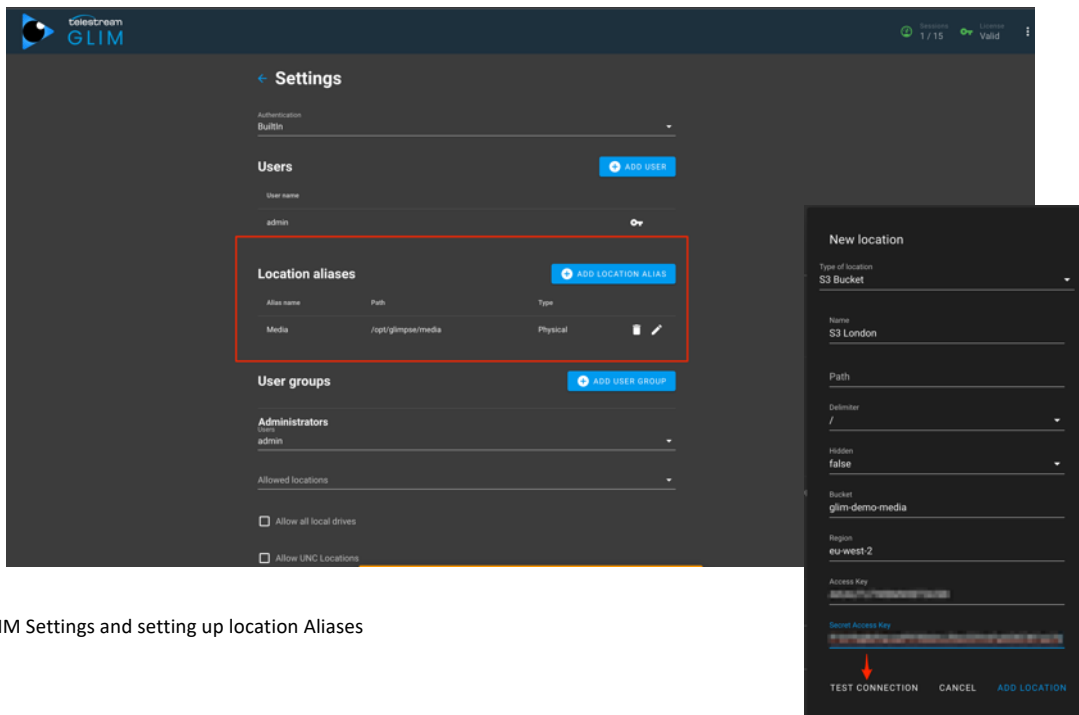 telestream
GLIM
Sessions
1 / 15
License
Valid
Settings
Authentication
BuiltIn
Users
ADD USER
User name
admin
Location aliases
ADD LOCATION ALIAS
Alias name Path Type
Media /opt/glimpse/media Physical
User groups
ADD USER GROUP
Administrators
Users
admin
Allowed locations
Allow all local drives
Allow UNC Locations
New location
Type of location
S3 Bucket
Name
S3 London
Path
Delimiter
/
Hidden
false
Bucket
glim-demo-media
Region
eu-west-2
Access Key
Secret Access Key
TEST CONNECTION CANCEL ADD LOCATION
IM Settings and setting up location Aliases